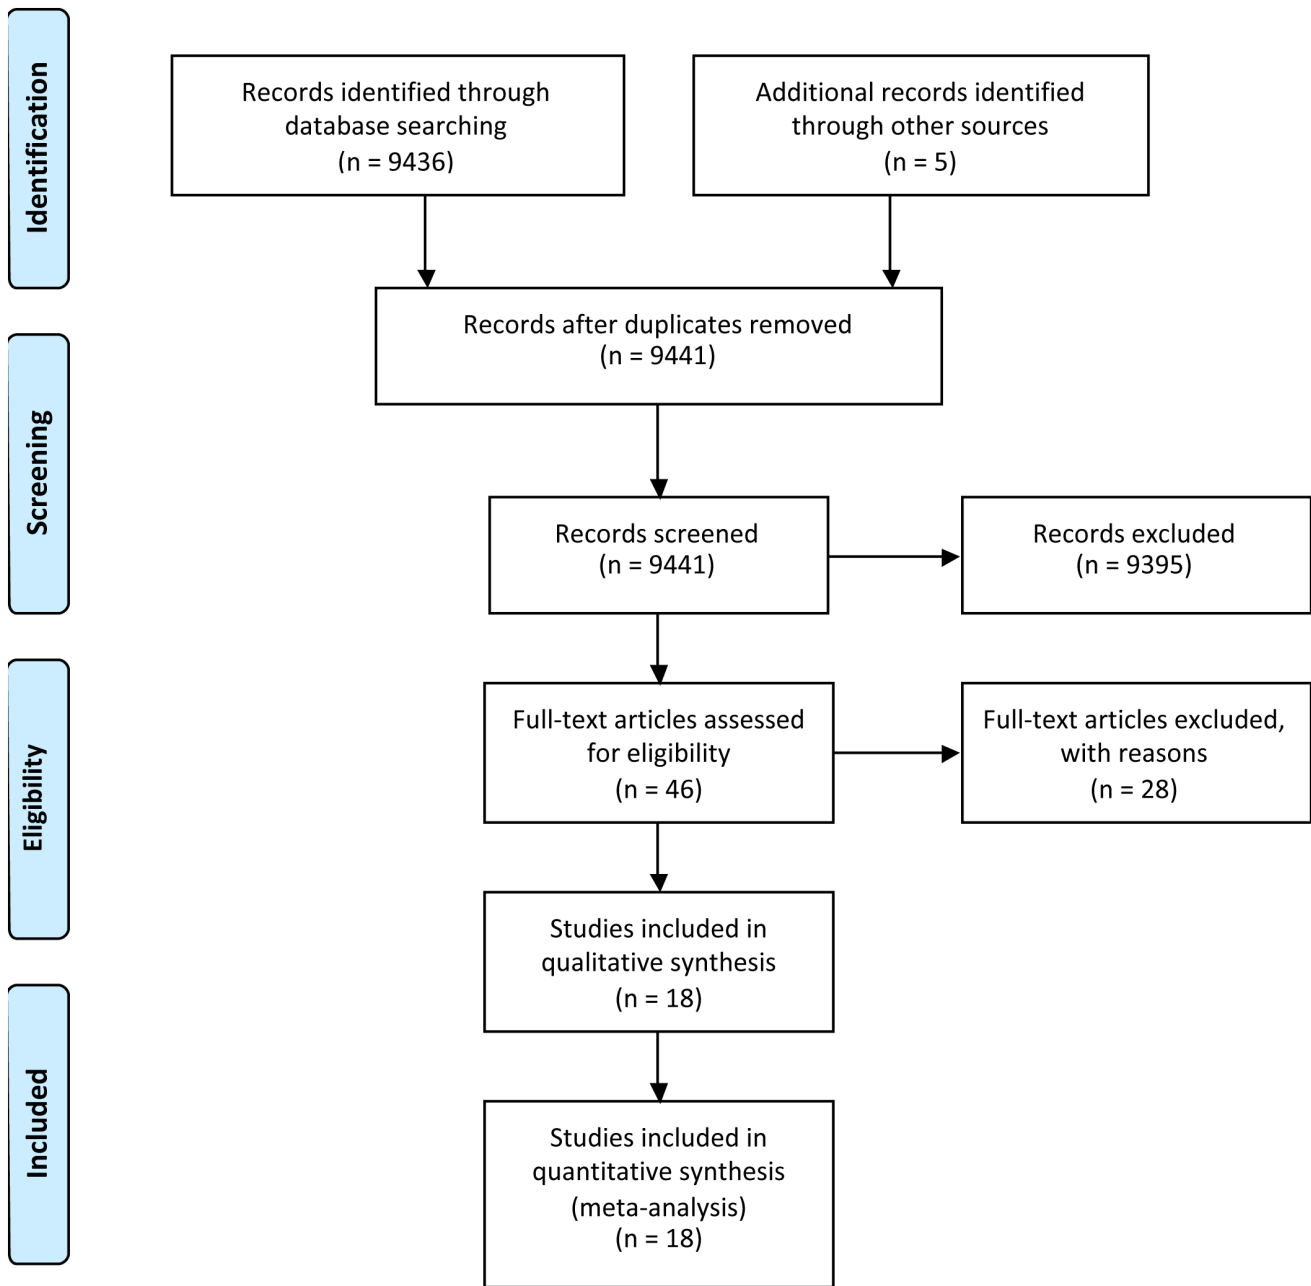 Identification
Records identified through
database searching
(n = 9436)
Additional records identified
through other sources
(n = 5)
Records after duplicates removed
(n = 9441)
Screening
Records screened
(n = 9441)
Records excluded
(n = 9395)
Eligibility
Full-text articles assessed
for eligibility
(n = 46)
Full-text articles excluded,
with reasons
(n = 28)
Studies included in
qualitative synthesis
(n = 18)
Included
Studies included in
quantitative synthesis
(meta-analysis)
(n = 18)